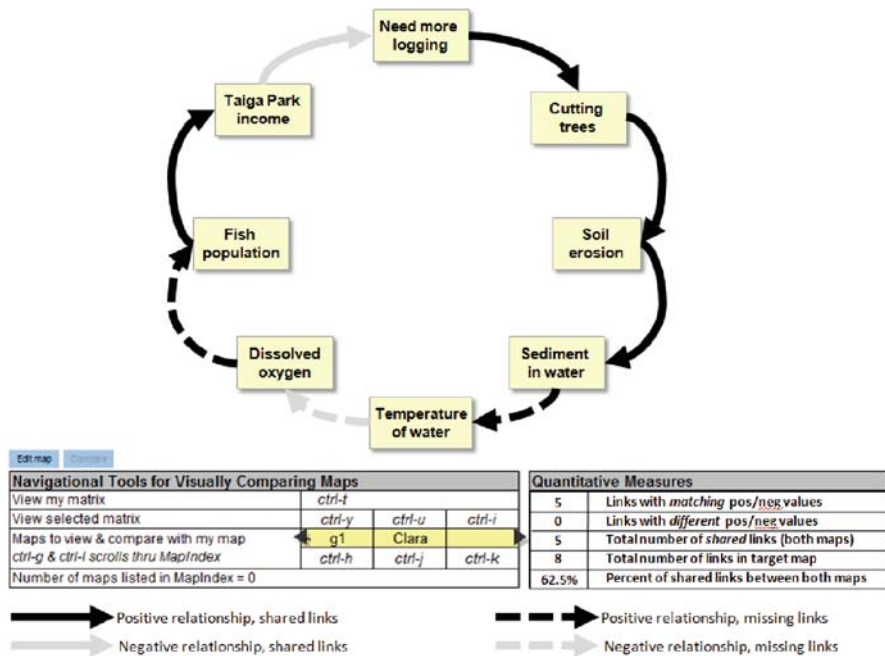 Need more
logging
Taiga Park
income
Cutting
trees
Fish
population
Soil
erosion
Dissolved
oxygen
Sediment
in water
Temperature
of water
Edit map
Compare
Navigational Tools for Visually Comparing Maps
View my matrix ctrl-t
View selected matrix ctrl-y ctrl-u ctrl-i
Maps to view & compare with my map g1 Clara
ctrl-g & ctrl-l scrolls thru MapIndex ctrl-h ctrl-j ctrl-k
Number of maps listed in MapIndex = 0
Quantitative Measures
5 Links with matching pos/neg values
0 Links with different pos/neg values
5 Total number of shared links (both maps)
8 Total number of links in target map
62.5% Percent of shared links between both maps
Positive relationship, shared links
Positive relationship, missing links
Negative relationship, shared links
Negative relationship, missing links